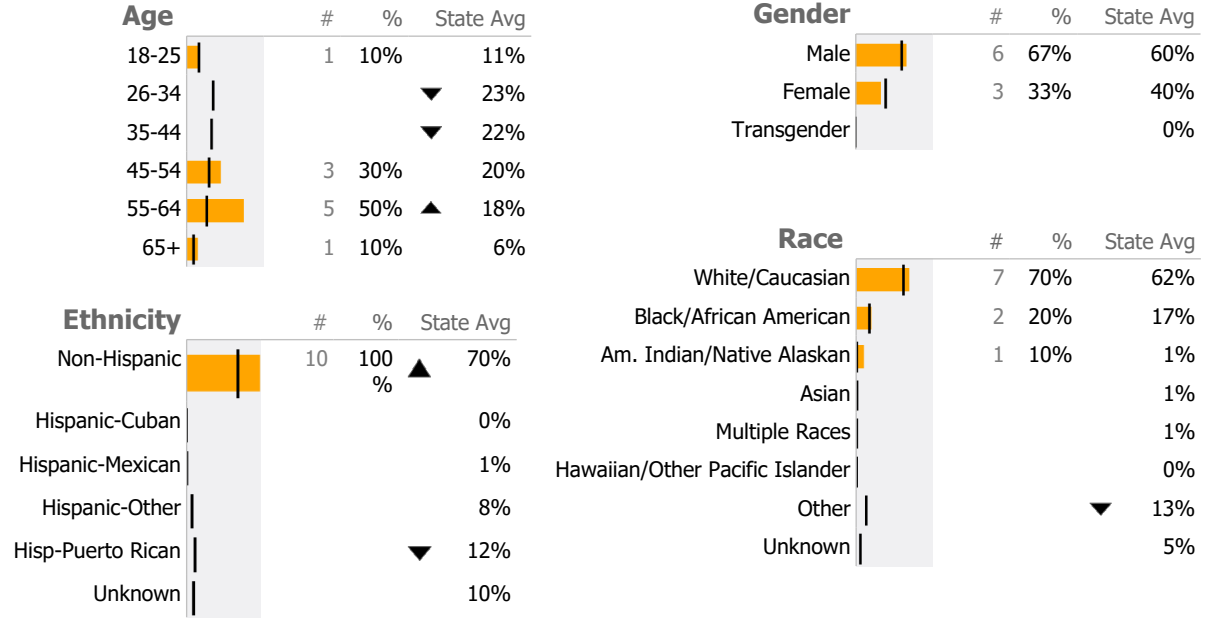 Age # % State Avg
18-25 1 10% 11%
26-34 ▼ 23%
35-44 ▼ 22%
45-54 3 30% 20%
55-64 5 50% ▲ 18%
65+ 1 10% 6%
Ethnicity # % State Avg
Non-Hispanic 10 100 % ▲ 70%
Hispanic-Cuban 0%
Hispanic-Mexican 1%
Hispanic-Other 8%
Hisp-Puerto Rican ▼ 12%
Unknown 10%
Gender # % State Avg
Male 6 67% 60%
Female 3 33% 40%
Transgender 0%
Race # % State Avg
White/Caucasian 7 70% 62%
Black/African American 2 20% 17%
Am. Indian/Native Alaskan 1 10% 1%
Asian 1%
Multiple Races 1%
Hawaiian/Other Pacific Islander 0%
Other ▼ 13%
Unknown 5%